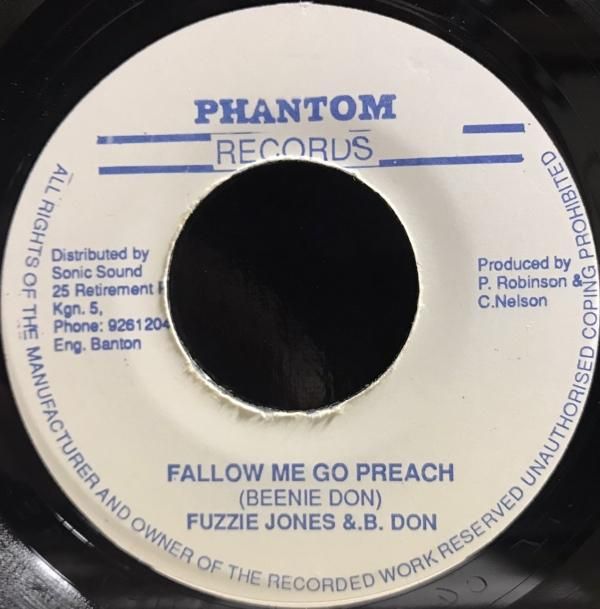 PHANTOM
RECORDS
Distributed by
Sonic Sound
25 Retirement
Kgn. 5,
Phone: 9261204
Eng. Banton
Produced by
P. Robinson &
C.Nelson
FALLOW ME GO PREACH
(BEENIE DON)
FUZZIE JONES &.B. DON
ALL RIGHTS OF THE MANUFACTURER AND OWNER OF THE RECORDED WORK RESERVED UNAUTHORISED COPING PROHIBITED